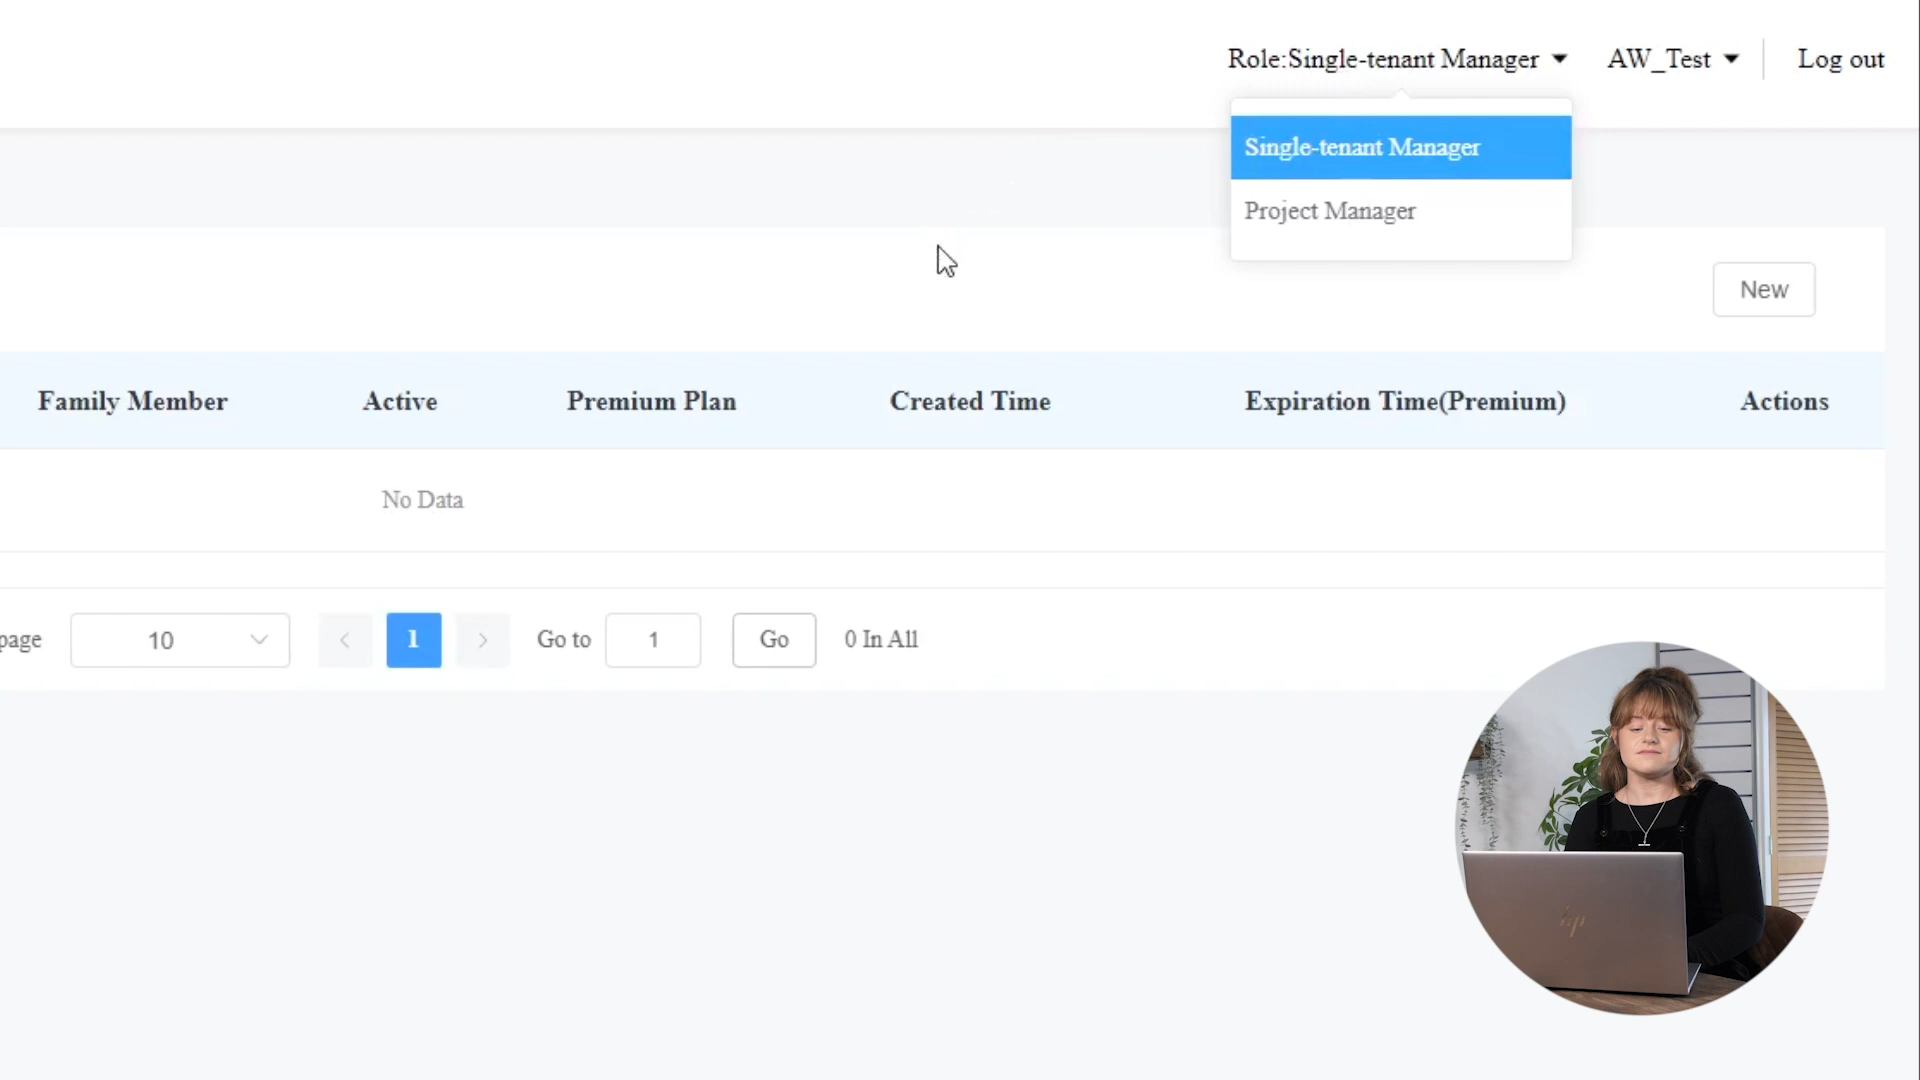 Role:Single-tenant Manager AW_Test Log out
Single-tenant Manager
Project Manager
New
Family Member Active Premium Plan Created Time Expiration Time(Premium) Actions
No Data
page 10 1 Go to 1 Go 0 In All
hp